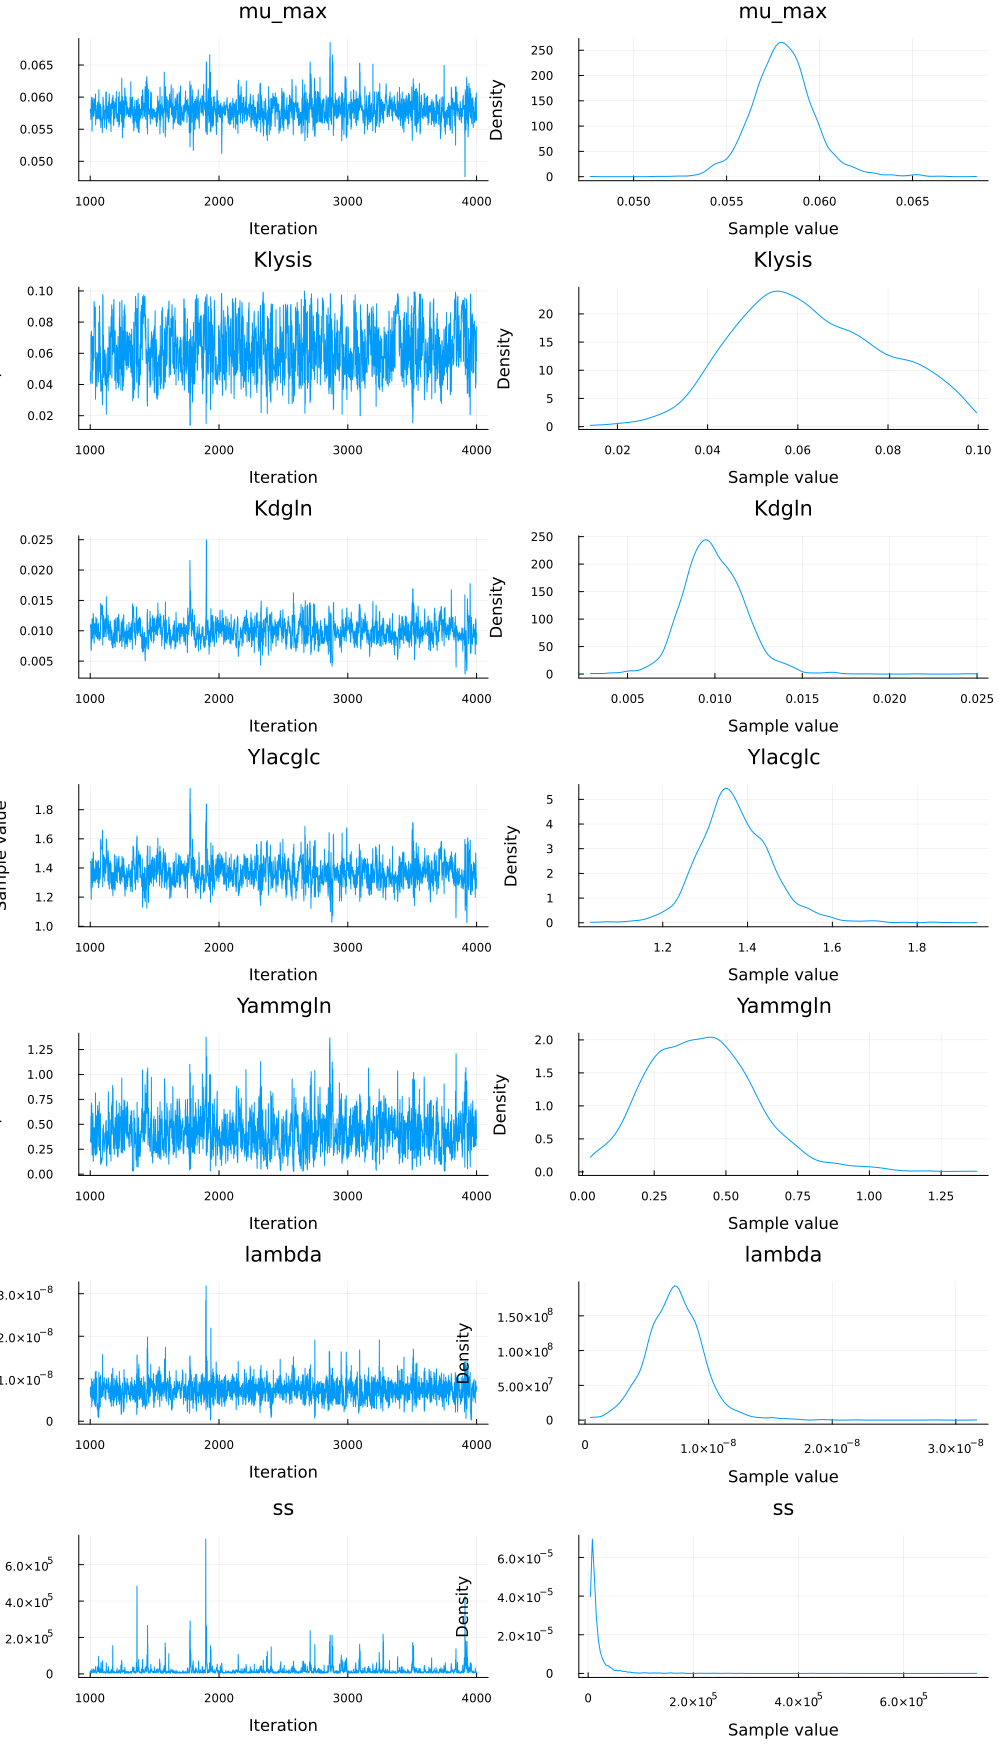 mu_max mu_max
0.065
0.060
0.055
0.050
1000 2000 3000 4000
Iteration
Density
250
200
150
100
50
0
0.050 0.055 0.060 0.065
Sample value
Klysis Klysis
0.10
0.08
0.06
0.04
0.02
1000 2000 3000 4000
Iteration
Density
20
15
10
5
0
0.02 0.04 0.06 0.08 0.10
Sample value
Kdgln Kdgln
0.025
0.020
0.015
0.010
0.005
1000 2000 3000 4000
Iteration
Density
250
200
150
100
50
0
0.005 0.010 0.015 0.020 0.025
Sample value
Ylacglc Ylacglc
Sample value
1.8
1.6
1.4
1.2
1.0
1000 2000 3000 4000
Iteration
Density
5
4
3
2
1
0
1.2 1.4 1.6 1.8
Sample value
Yammgln Yammgln
1.25
1.00
0.75
0.50
0.25
0.00
1000 2000 3000 4000
Iteration
Density
2.0
1.5
1.0
0.5
0.0
0.00 0.25 0.50 0.75 1.00 1.25
Sample value
lambda lambda
3.0×10⁻⁸
2.0×10⁻⁸
1.0×10⁻⁸
0
1000 2000 3000 4000
Iteration
Density
1.50×10⁸
1.00×10⁸
5.00×10⁷
0
0 1.0×10⁻⁸ 2.0×10⁻⁸ 3.0×10⁻⁸
Sample value
ss ss
6.0×10⁵
4.0×10⁵
2.0×10⁵
0
1000 2000 3000 4000
Iteration
Density
6.0×10⁻⁵
4.0×10⁻⁵
2.0×10⁻⁵
0
0 2.0×10⁵ 4.0×10⁵ 6.0×10⁵
Sample value